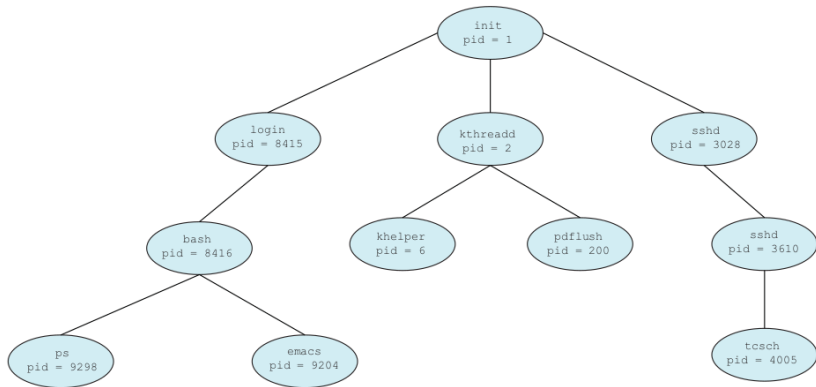 init
pid = 1
login
pid = 8415
kthreadd
pid = 2
sshd
pid = 3028
bash
pid = 8416
khelper
pid = 6
pdflush
pid = 200
sshd
pid = 3610
ps
pid = 9298
emacs
pid = 9204
tcsch
pid = 4005